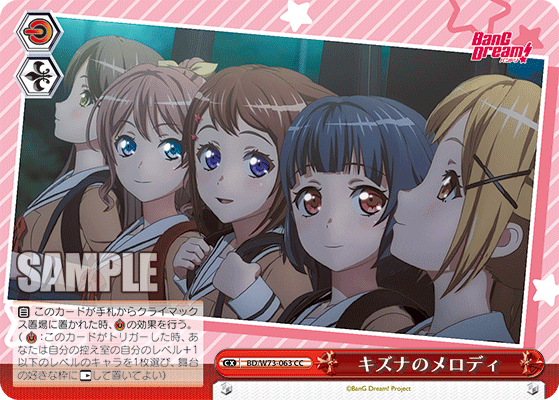 BanG Dream!
バンドリ!
SAMPLE
このカードが手札からクライマックス置場に置かれた時、の効果を行う。
(:このカードがトリガーした時、あなたは自分の控え室の自分のレベル+1以下のレベルのキャラを1枚選び、舞台の好きな枠に置いてよい)
CX
BD/W73-063 CC
キズナのメロディ
©BanG Dream! Project